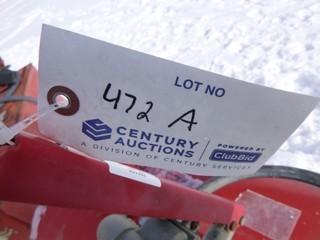 LOT NO
472 A
CENTURY
AUCTIONS
A DIVISION OF CENTURY SERVICES
POWERED BY
ClubBid